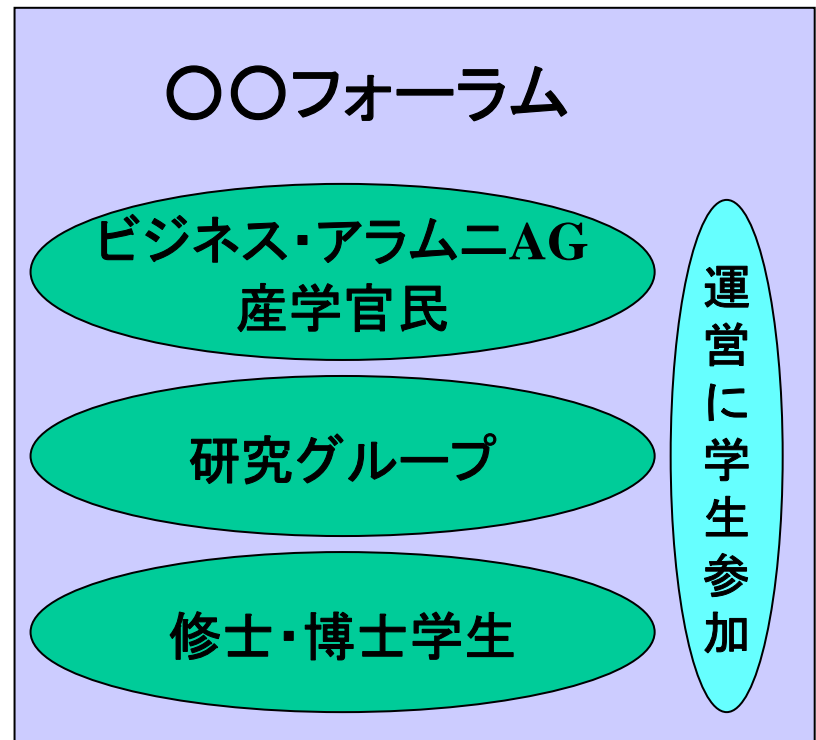 〇〇フォーラム
ビジネス・アラムニAG
産学官民
研究グループ
修士・博士学生
運営に学生参加